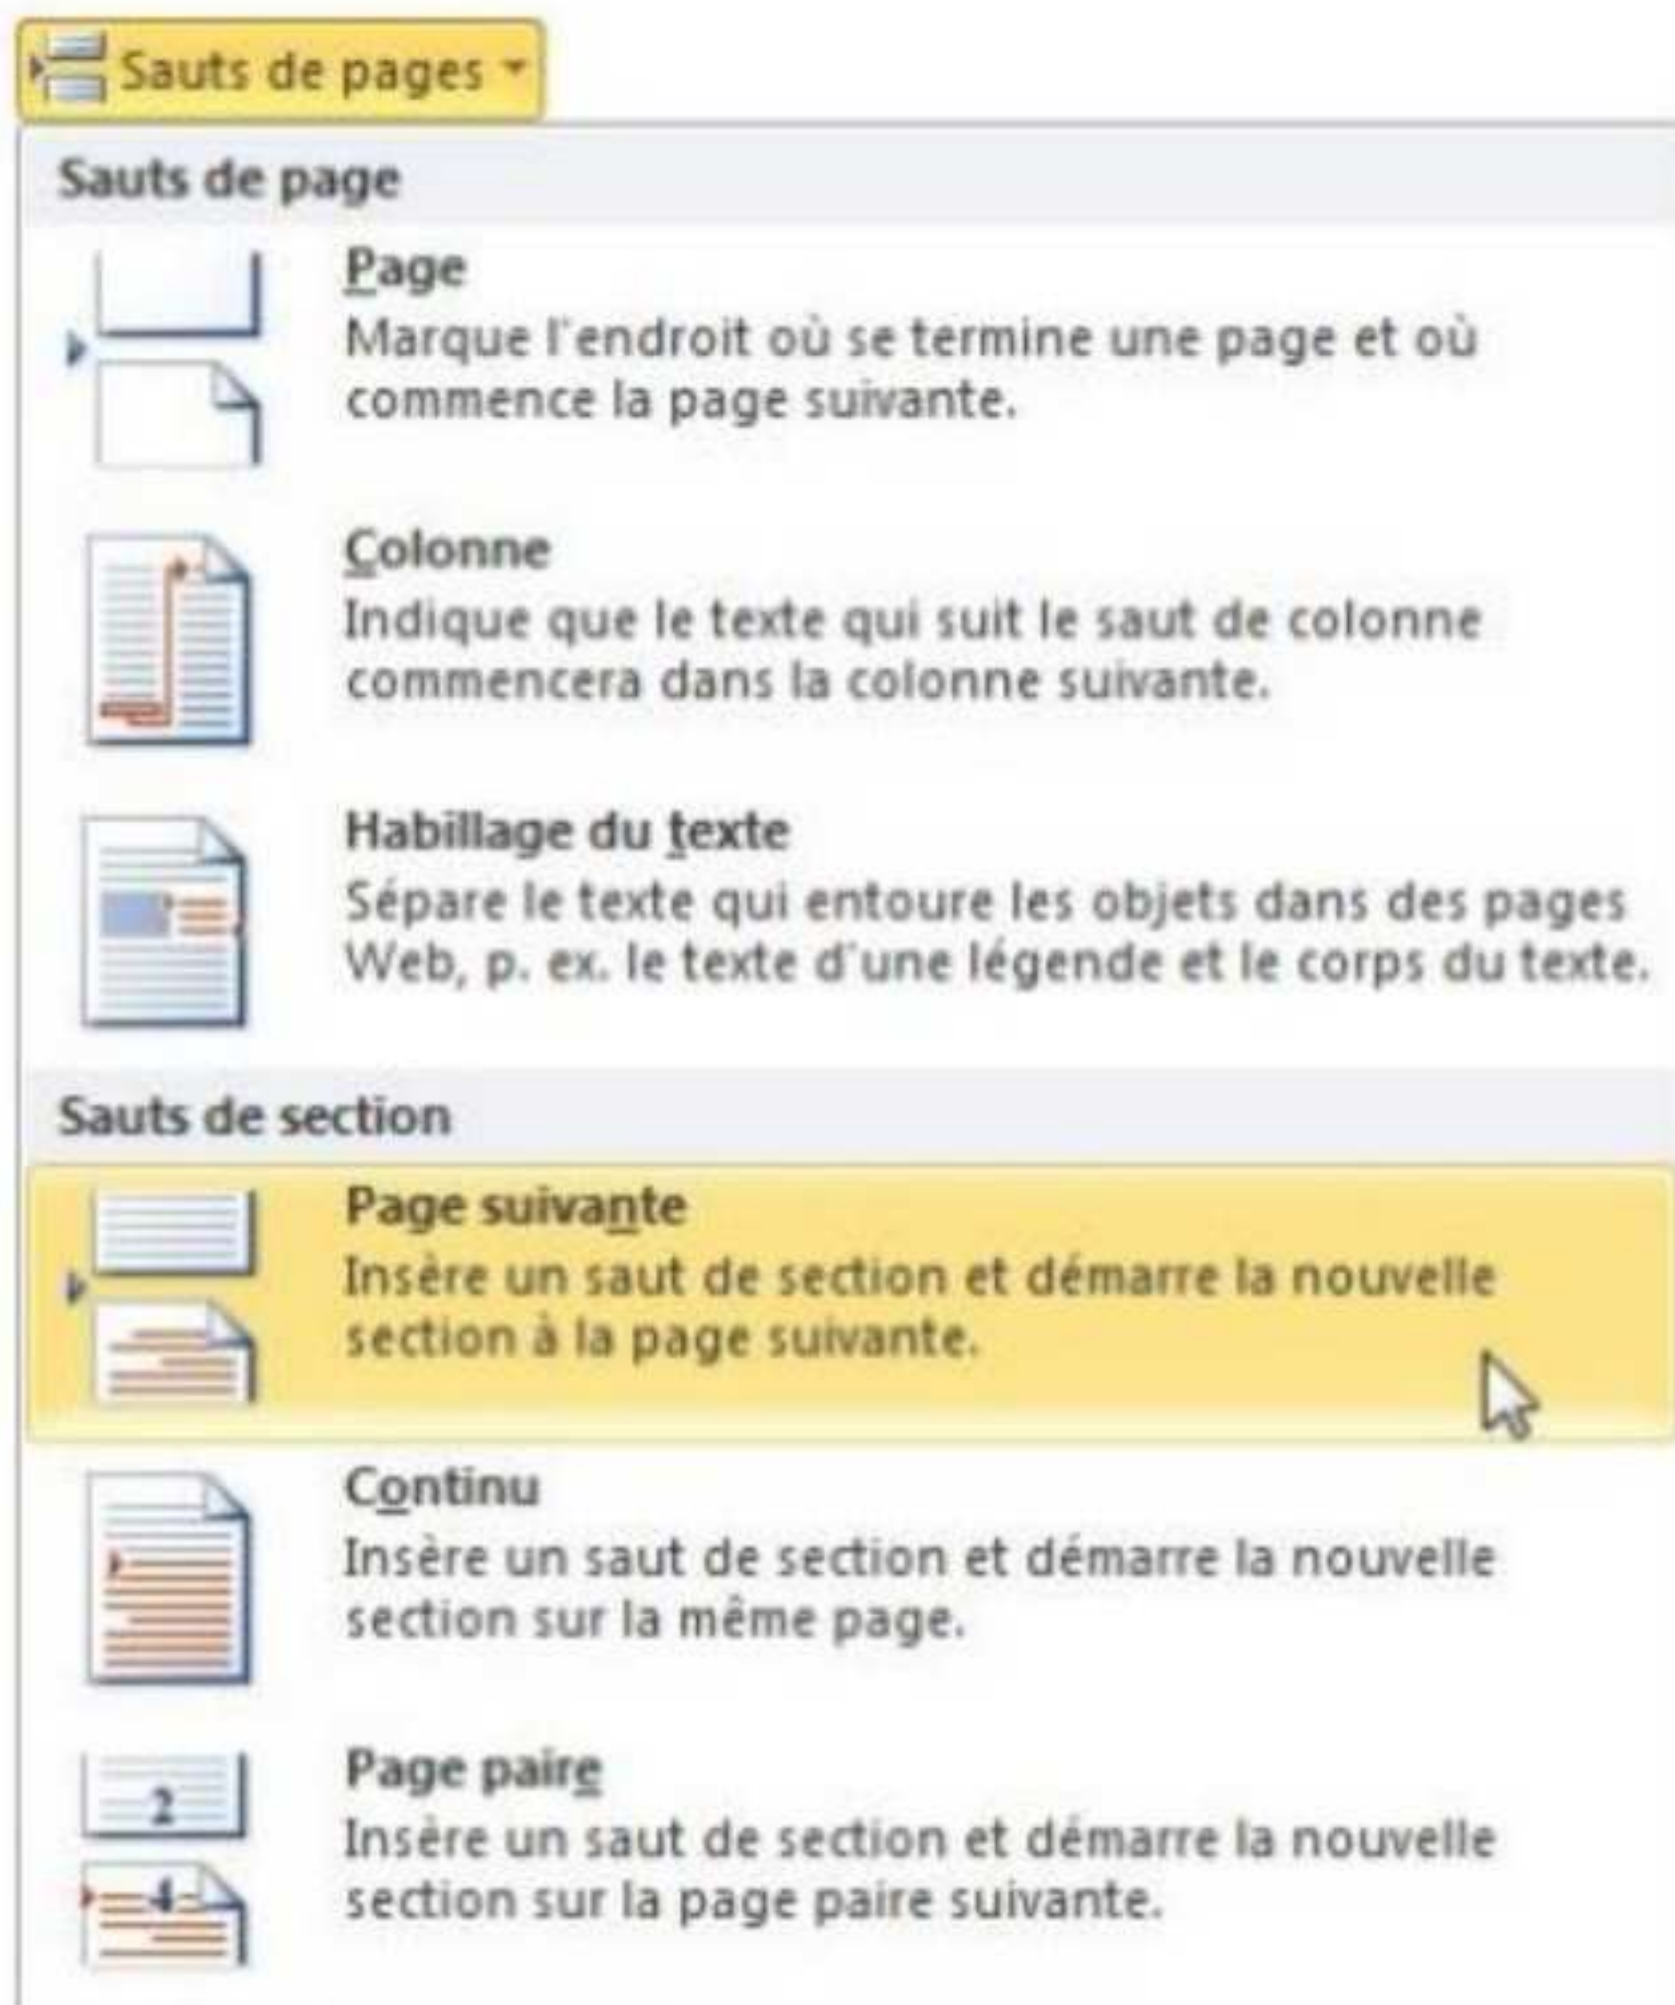 Sauts de pages
Sauts de page
Page
Marque l'endroit où se termine une page et où
commence la page suivante.
Colonne
Indique que le texte qui suit le saut de colonne
commencera dans la colonne suivante.
Habillage du texte
Sépare le texte qui entoure les objets dans des pages
Web, p. ex. le texte d'une légende et le corps du texte.
Sauts de section
Page suivante
Insère un saut de section et démarre la nouvelle
section à la page suivante.
Continu
Insère un saut de section et démarre la nouvelle
section sur la même page.
Page paire
2
Insère un saut de section et démarre la nouvelle
4
section sur la page paire suivante.